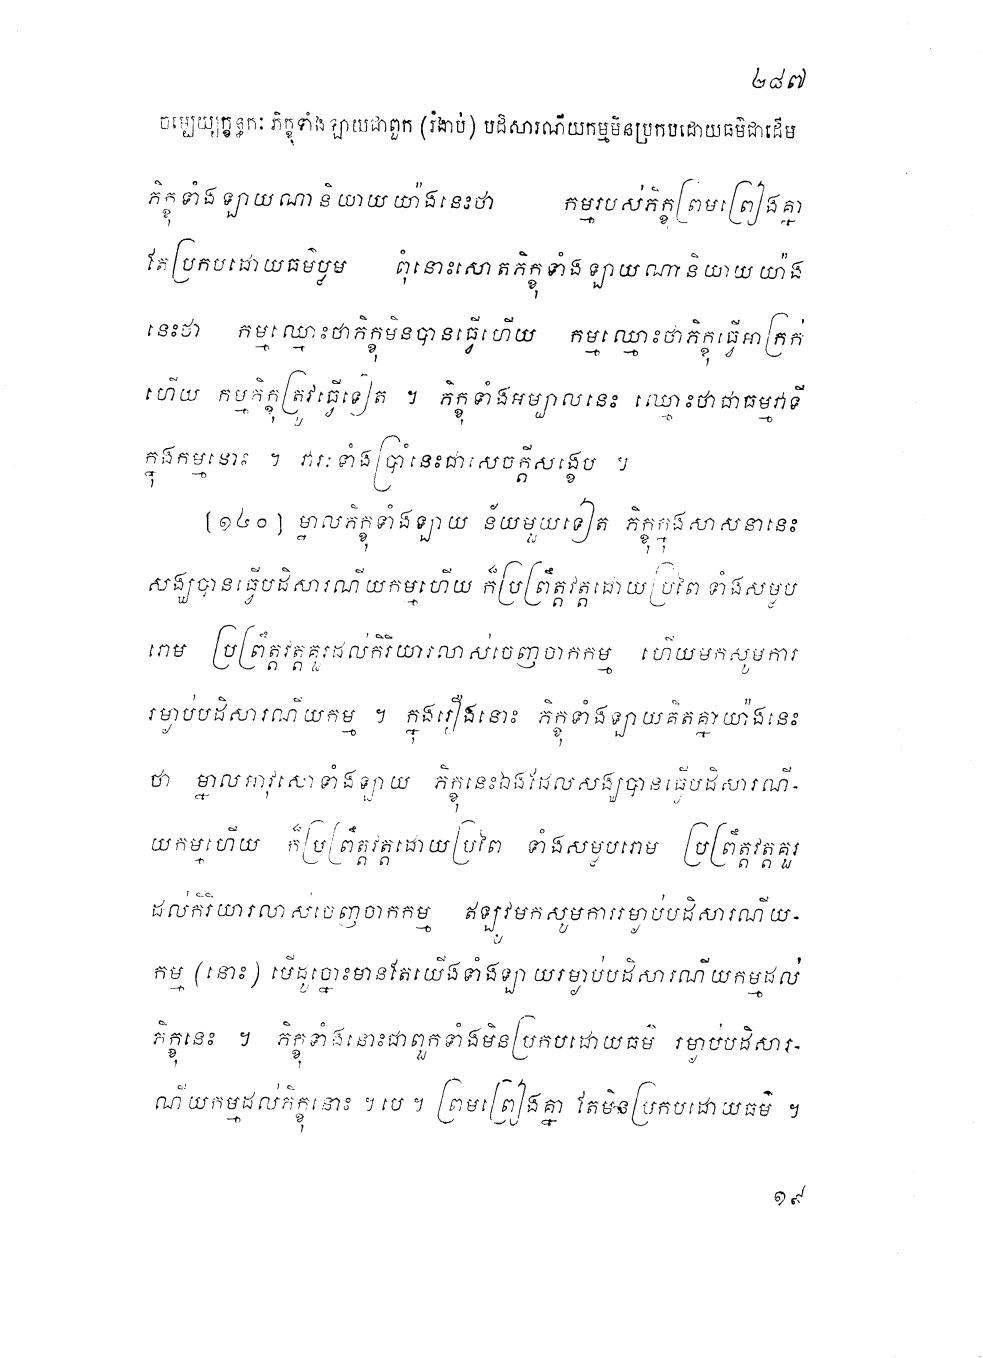 ២៨៧
ចម្បេយ្យក្ខន្ធកៈ ភិក្ខុទាំងឡាយជាពួក (រំងាប់) បដិសារណីយកម្មមិនប្រកបដោយធម៌ជាដើម
ភិក្ខុទាំងឡាយណានិយាយយ៉ាងនេះថា កម្មរបស់ភិក្ខុព្រមព្រៀងគ្នា
តែប្រកបដោយធម៌ប្លម ពុំនោះសោតភិក្ខុទាំងឡាយណានិយាយយ៉ាង
នេះថា កម្មឈ្មោះថាភិក្ខុមិនបានធ្វើហើយ កម្មឈ្មោះថាភិក្ខុធ្វើអាក្រក់
ហើយ កម្មភិក្ខុត្រូវធ្វើទៀត ។ ភិក្ខុទាំងអម្បាលនេះ ឈ្មោះថាជាធម្មវាទី
ក្នុងកម្មនោះ ។ វារៈទាំងប្រាំនេះជាសេចក្តីសង្ខេប ។
(១៤០) ម្នាលភិក្ខុទាំងឡាយ ន័យមួយទៀត ភិក្ខុក្នុងសាសនានេះ
សង្ឃបានធ្វើបដិសារណីយកម្មហើយ ក៏ប្រព្រឹត្តវត្តដោយប្រពៃ ទាំងសម្ងួប
រោម ប្រព្រឹត្តវត្តគួរដល់កិរិយារលាស់ចេញចាកកម្ម ហើយមកសូមការ
រម្ងាប់បដិសារណីយកម្ម ។ ក្នុងរឿងនោះ ភិក្ខុទាំងឡាយគិតគ្នាយ៉ាងនេះ
ថា ម្នាលអាវុសោទាំងឡាយ ភិក្ខុនេះឯងដែលសង្ឃបានធ្វើបដិសារណី-
យកម្មហើយ ក៏ប្រព្រឹត្តវត្តដោយប្រពៃ ទាំងសម្ងួបរោម ប្រព្រឹត្តវត្តគួរ
ដល់កិរិយារលាស់ចេញចាកកម្ម ឥឡូវមកសូមការរម្ងាប់បដិសារណីយ-
កម្ម (នោះ) បើដូច្នោះមានតែយើងទាំងឡាយរម្ងាប់បដិសារណីយកម្មដល់
ភិក្ខុនេះ ។ ភិក្ខុទាំងនោះជាពួកទាំងមិនប្រកបដោយធម៌ រម្ងាប់បដិសារ-
ណីយកម្មដល់ភិក្ខុនោះ ។បេ។ ព្រមព្រៀងគ្នា តែមិនប្រកបដោយធម៌ ។
១៩